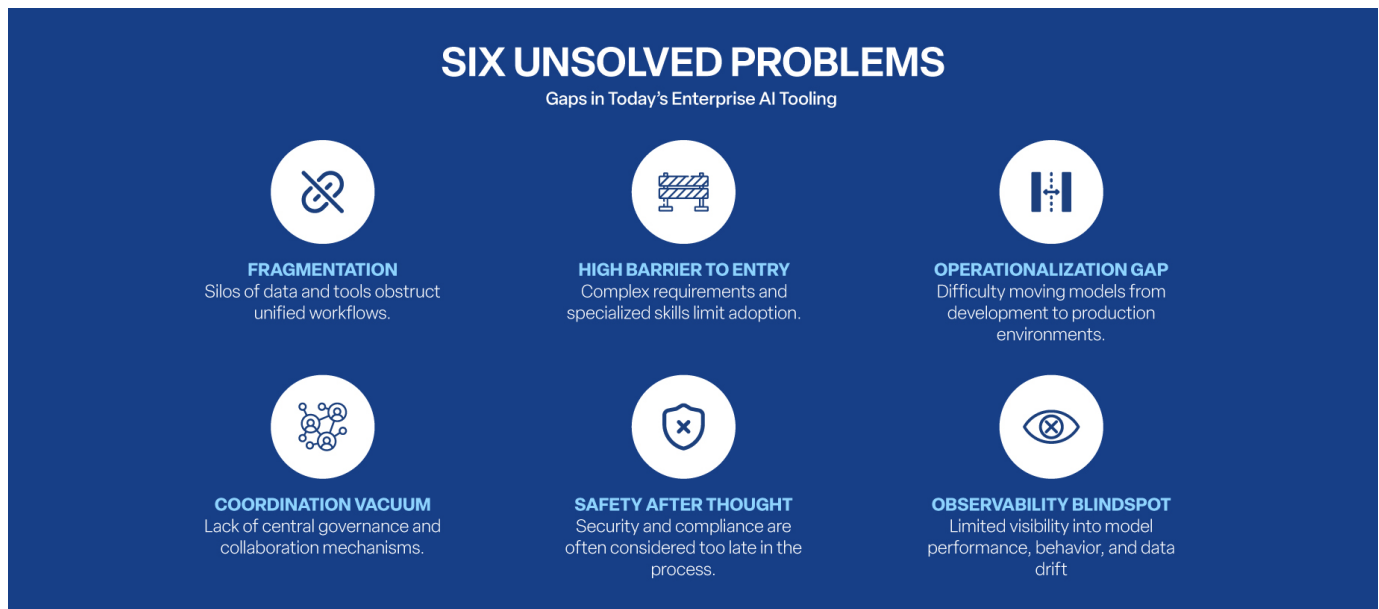 SIX UNSOLVED PROBLEMS
Gaps in Today's Enterprise AI Tooling
FRAGMENTATION
Silos of data and tools obstruct
unified workflows.
HIGH BARRIER TO ENTRY
Complex requirements and
specialized skills limit adoption.
OPERATIONALIZATION GAP
Difficulty moving models from
development to production
environments.
COORDINATION VACUUM
Lack of central governance and
collaboration mechanisms.
SAFETY AFTER THOUGHT
Security and compliance are
often considered too late in the
process.
OBSERVABILITY BLINDSPOT
Limited visibility into model
performance, behavior, and data
drift